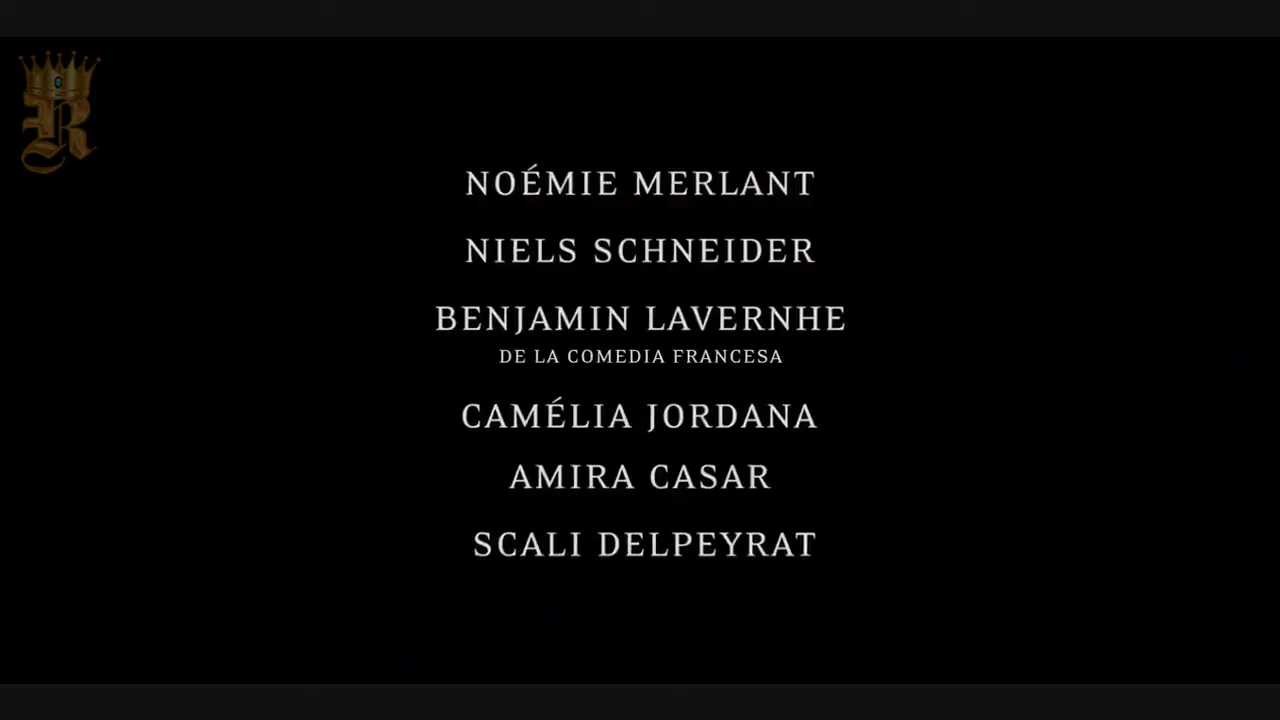 R
NOÉMIE MERLANT
NIELS SCHNEIDER
BENJAMIN LAVERNHE
DE LA COMEDIA FRANCESA
CAMÉLIA JORDANA
AMIRA CASAR
SCALI DELPEYRAT